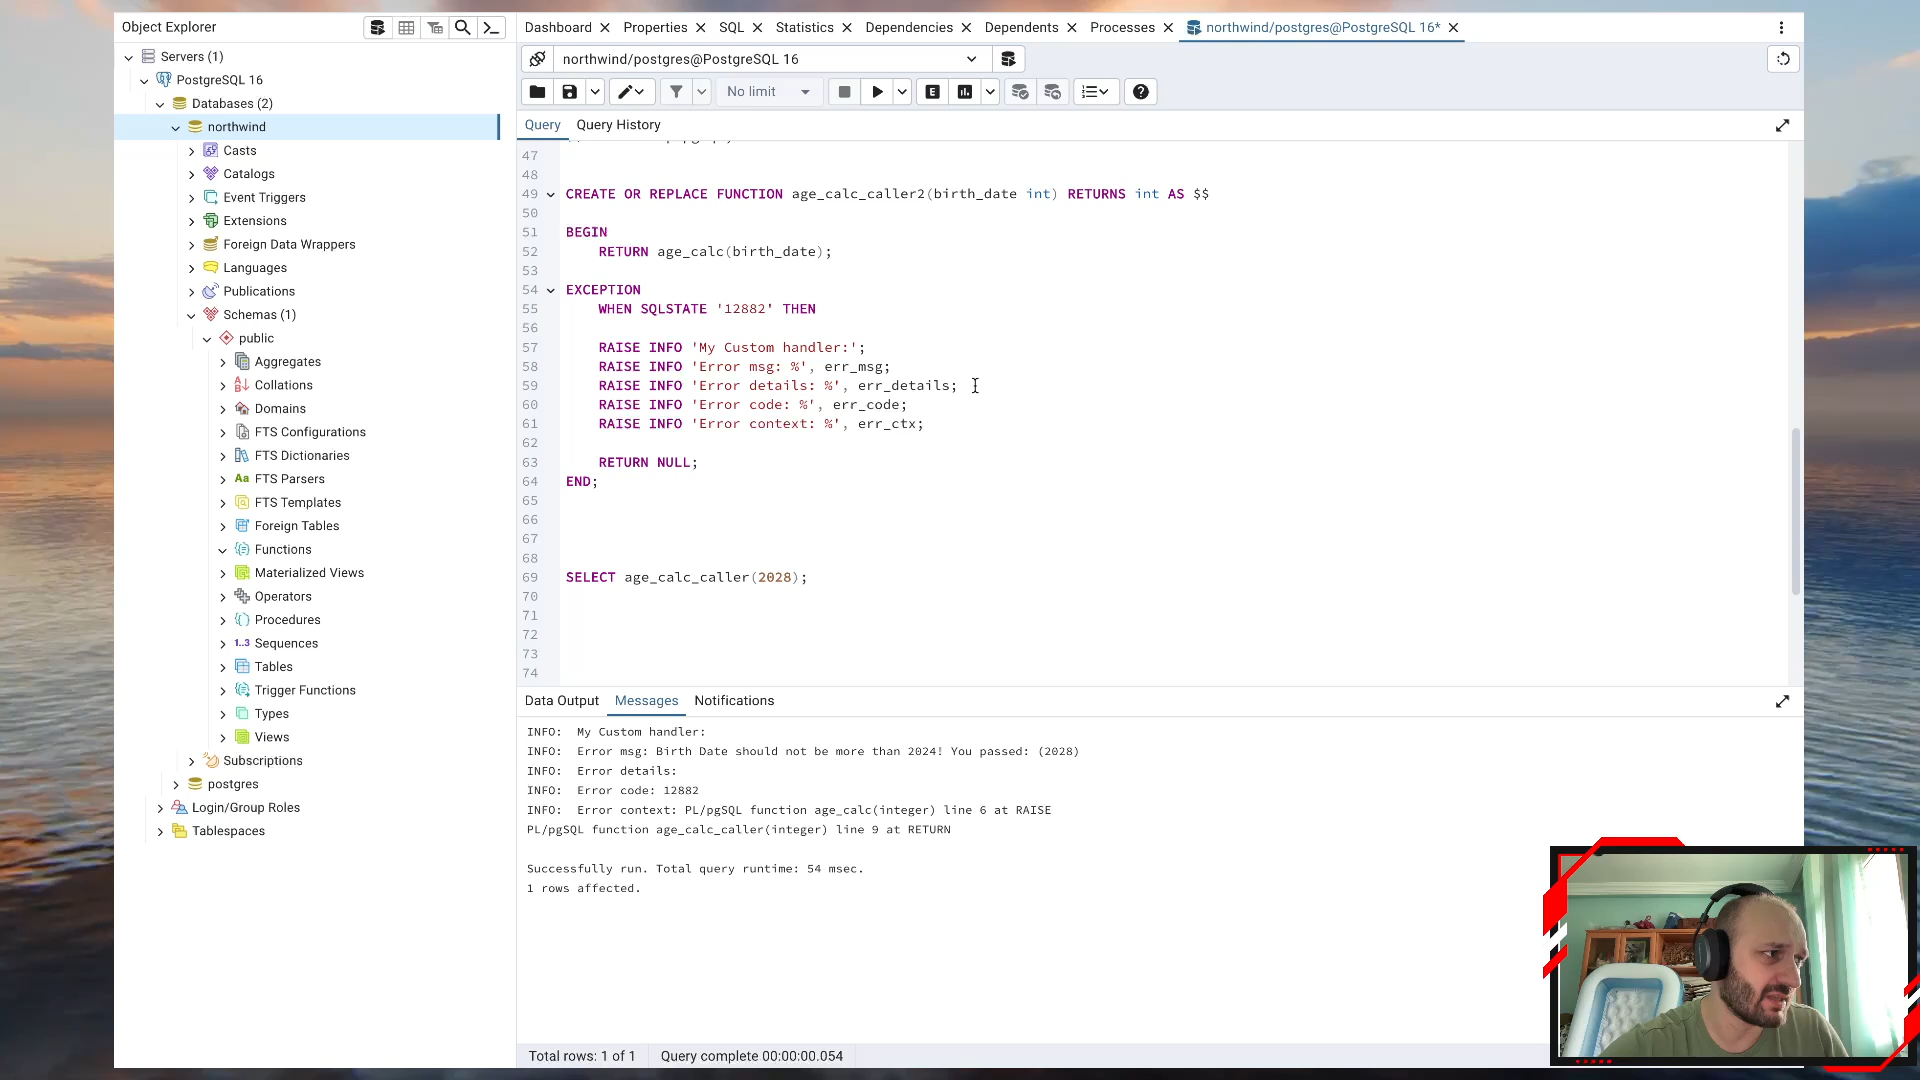 Object Explorer
Dashboard
Properties
SQL
Statistics
Dependencies
Dependents
Processes
northwind/postgres@PostgreSQL 16*
Servers (1)
PostgreSQL 16
Databases (2)
northwind
Casts
Catalogs
Event Triggers
Extensions
Foreign Data Wrappers
Languages
Publications
Schemas (1)
public
Aggregates
Collations
Domains
FTS Configurations
FTS Dictionaries
Aa FTS Parsers
FTS Templates
Foreign Tables
Functions
Materialized Views
Operators
Procedures
1..3 Sequences
Tables
Trigger Functions
Types
Views
Subscriptions
postgres
Login/Group Roles
Tablespaces
northwind/postgres@PostgreSQL 16
No limit
E
Query
Query History
47
48
49 CREATE OR REPLACE FUNCTION age_calc_caller2(birth_date int) RETURNS int AS $$
50
51 BEGIN
52 RETURN age_calc(birth_date);
53
54 EXCEPTION
55 WHEN SQLSTATE '12882' THEN
56
57 RAISE INFO 'My Custom handler:';
58 RAISE INFO 'Error msg: %', err_msg;
59 RAISE INFO 'Error details: %', err_details;
60 RAISE INFO 'Error code: %', err_code;
61 RAISE INFO 'Error context: %', err_ctx;
62
63 RETURN NULL;
64 END;
65
66
67
68
69 SELECT age_calc_caller(2028);
70
71
72
73
74
Data Output
Messages
Notifications
INFO: My Custom handler:
INFO: Error msg: Birth Date should not be more than 2024! You passed: (2028)
INFO: Error details:
INFO: Error code: 12882
INFO: Error context: PL/pgSQL function age_calc(integer) line 6 at RAISE
PL/pgSQL function age_calc_caller(integer) line 9 at RETURN
Successfully run. Total query runtime: 54 msec.
1 rows affected.
Total rows: 1 of 1
Query complete 00:00:00.054